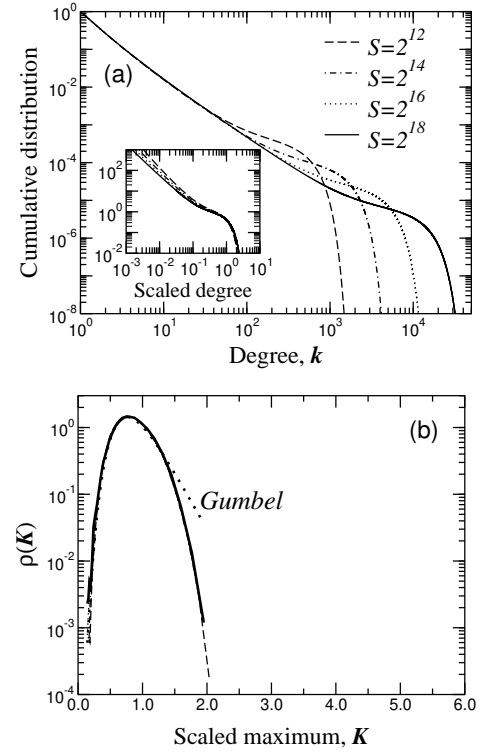 Cumulative distribution
10^0
10^-2
10^-4
10^-6
10^-8
(a)
S=2^12
S=2^14
S=2^16
S=2^18
10^2
10^0
10^-2
10^-3 10^-2 10^-1 10^0 10^1
Scaled degree
10^0 10^1 10^2 10^3 10^4
Degree, k
ρ(K)
10^0
10^-1
10^-2
10^-3
10^-4
(b)
Gumbel
0.0 1.0 2.0 3.0 4.0 5.0 6.0
Scaled maximum, K